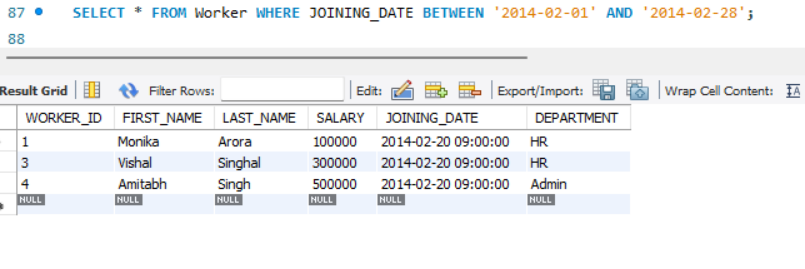 87 SELECT * FROM Worker WHERE JOINING_DATE BETWEEN '2014-02-01' AND '2014-02-28';
88
Result Grid Filter Rows: Edit: Export/Import: Wrap Cell Content: IA
WORKER_ID FIRST_NAME LAST_NAME SALARY JOINING_DATE DEPARTMENT
1 Monika Arora 100000 2014-02-20 09:00:00 HR
3 Vishal Singhal 300000 2014-02-20 09:00:00 HR
4 Amitabh Singh 500000 2014-02-20 09:00:00 Admin
NULL NULL NULL NULL NULL NULL